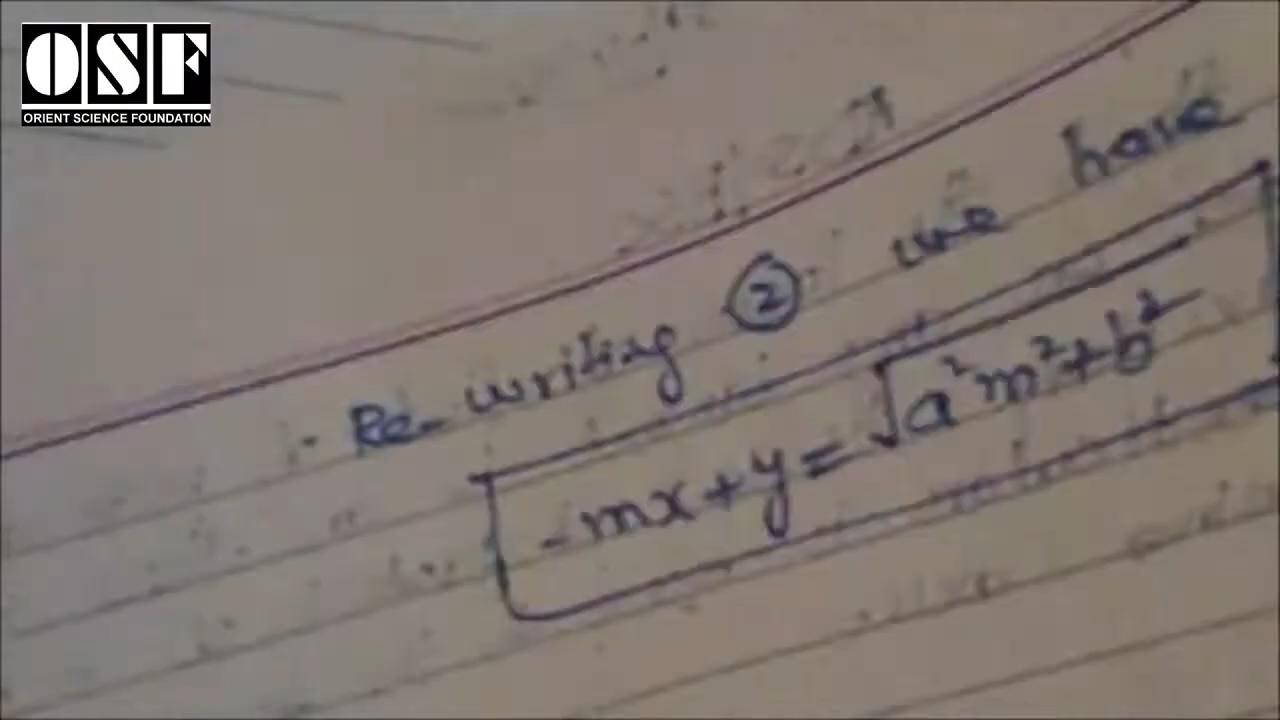 OSF
ORIENT SCIENCE FOUNDATION
Re-writing ② we have
-mx+y=√a²m²+b²